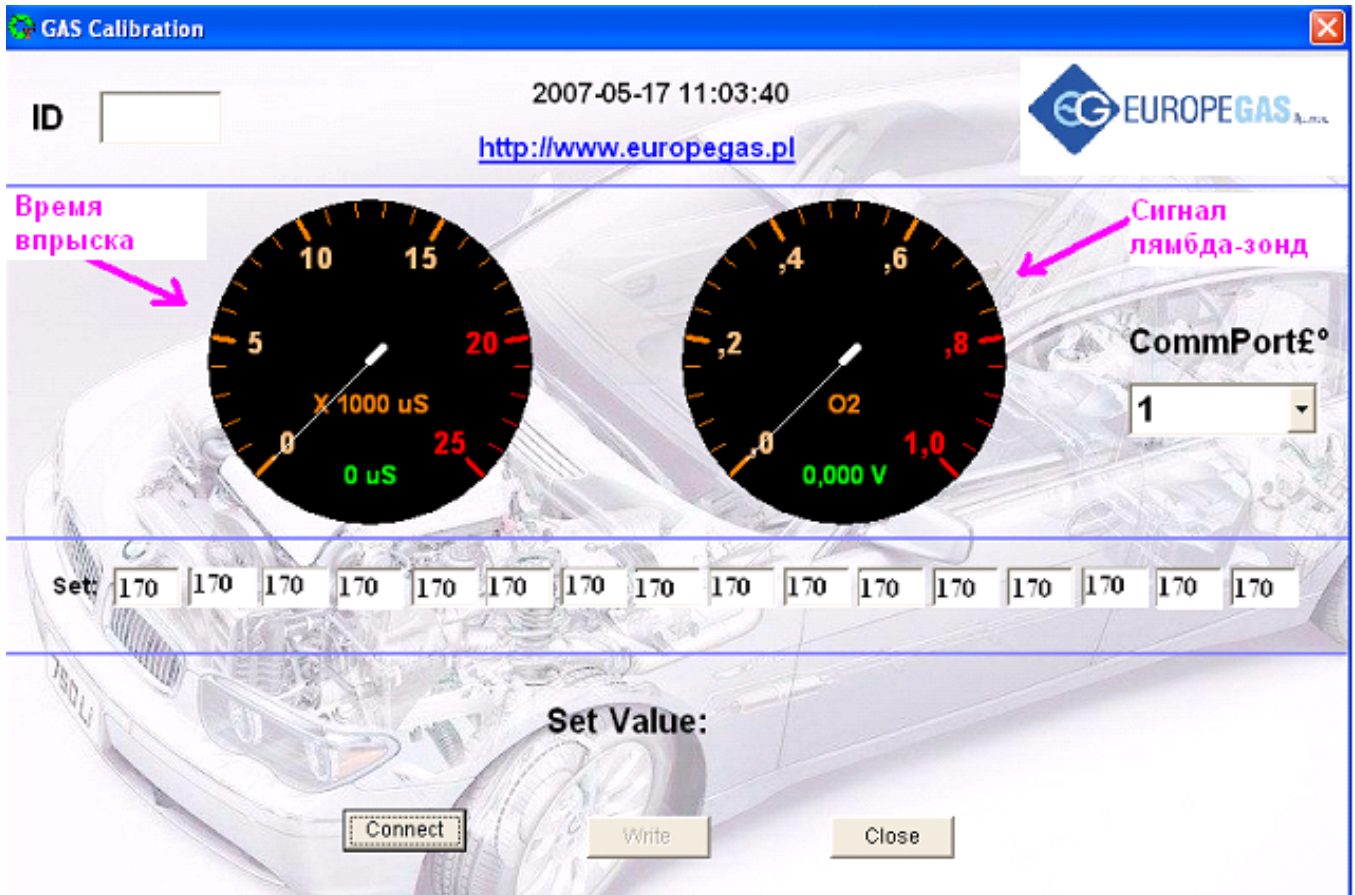 GAS Calibration
ID
2007-05-17 11:03:40
http://www.europegas.pl
EG EUROPEGAS
Время
впрыска
Сигнал
лямбда-зонд
0 5 10 15 20 25
X 1000 uS
0 uS
,0 ,2 ,4 ,6 ,8 1,0
O2
0,000 V
CommPort£°
1
Set: 170 170 170 170 170 170 170 170 170 170 170 170 170 170 170 170
Set Value:
Connect Write Close
750Li